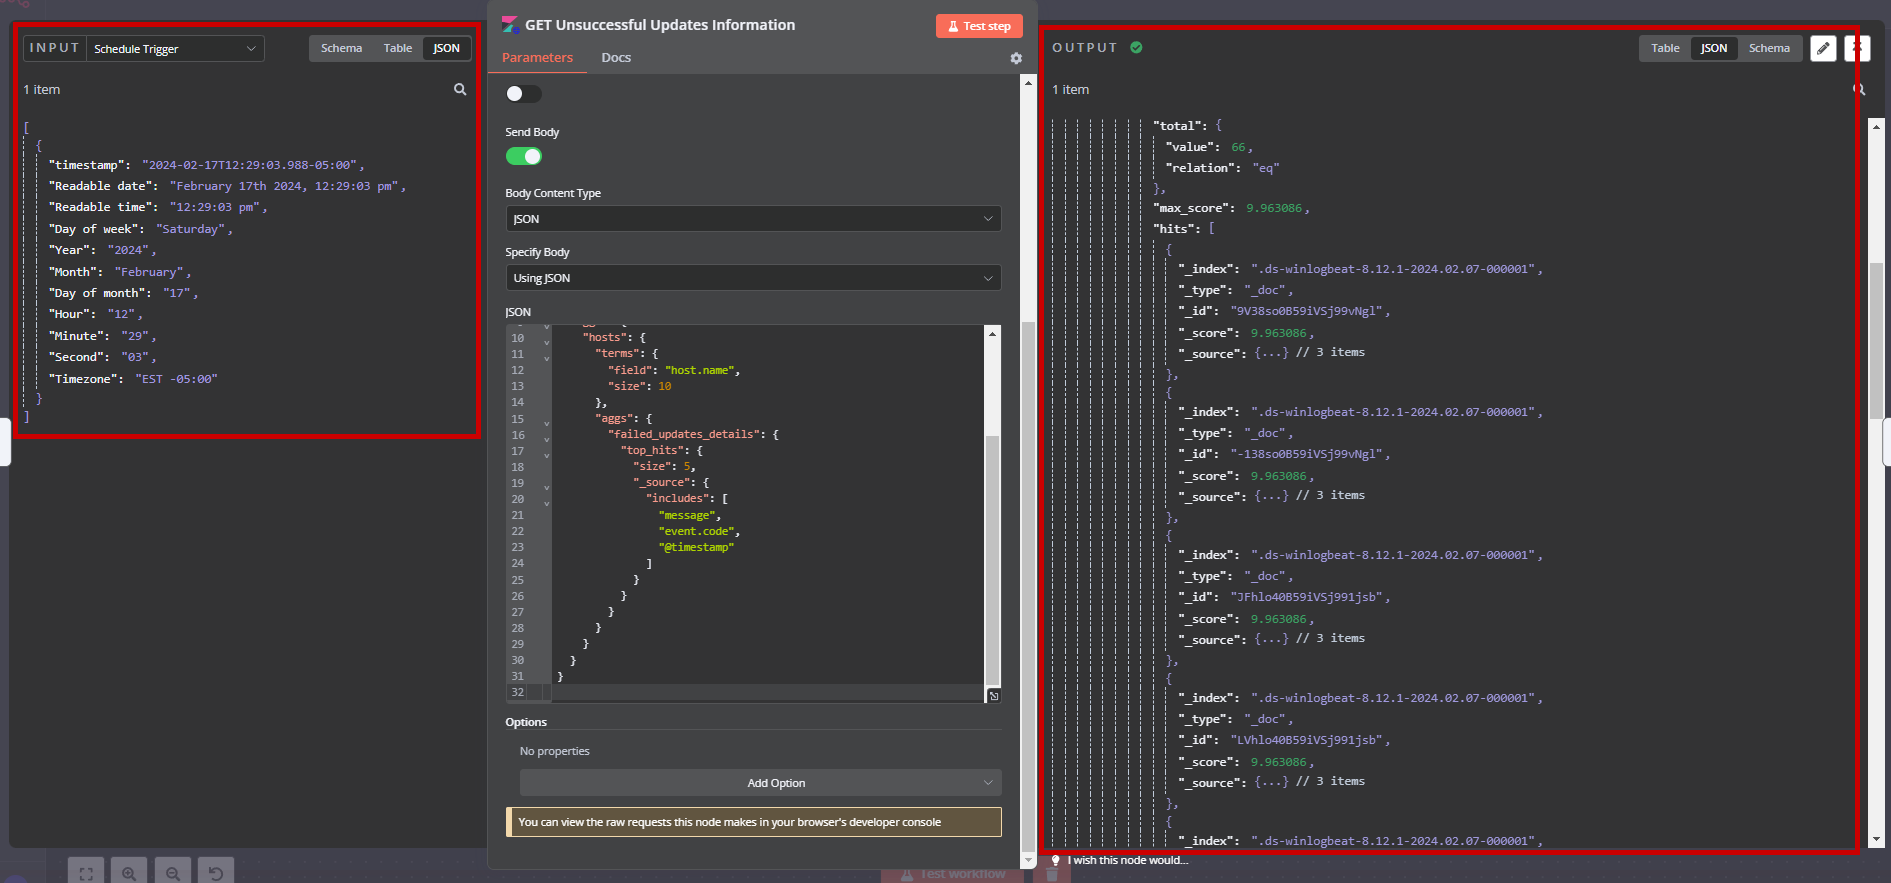 INPUT Schedule Trigger
Schema Table JSON
1 item
[
{
"timestamp": "2024-02-17T12:29:03.988-05:00",
"Readable date": "February 17th 2024, 12:29:03 pm",
"Readable time": "12:29:03 pm",
"Day of week": "Saturday",
"Year": "2024",
"Month": "February",
"Day of month": "17",
"Hour": "12",
"Minute": "29",
"Second": "03",
"Timezone": "EST -05:00"
}
]
GET Unsuccessful Updates Information
Test step
Parameters Docs
Send Body
Body Content Type
JSON
Specify Body
Using JSON
JSON
10 "hosts": {
11 "terms": {
12 "field": "host.name",
13 "size": 10
14 },
15 "aggs": {
16 "failed_updates_details": {
17 "top_hits": {
18 "size": 5,
19 "_source": {
20 "includes": [
21 "message",
22 "event.code",
23 "@timestamp"
24 ]
25 }
26 }
27 }
28 }
29 }
30 }
31 }
32
Options
No properties
Add Option
You can view the raw requests this node makes in your browser's developer console
OUTPUT
Table JSON Schema
1 item
"total": {
"value": 66,
"relation": "eq"
},
"max_score": 9.963086,
"hits": [
{
"_index": ".ds-winlogbeat-8.12.1-2024.02.07-000001",
"_type": "_doc",
"_id": "9V38so0B59iVSj99vNgl",
"_score": 9.963086,
"_source": {...} // 3 items
},
{
"_index": ".ds-winlogbeat-8.12.1-2024.02.07-000001",
"_type": "_doc",
"_id": "-138so0B59iVSj99vNgl",
"_score": 9.963086,
"_source": {...} // 3 items
},
{
"_index": ".ds-winlogbeat-8.12.1-2024.02.07-000001",
"_type": "_doc",
"_id": "JFhlo40B59iVSj991jsb",
"_score": 9.963086,
"_source": {...} // 3 items
},
{
"_index": ".ds-winlogbeat-8.12.1-2024.02.07-000001",
"_type": "_doc",
"_id": "LVhlo40B59iVSj991jsb",
"_score": 9.963086,
"_source": {...} // 3 items
},
{
"_index": ".ds-winlogbeat-8.12.1-2024.02.07-000001",
I wish this node would...
Test workflow